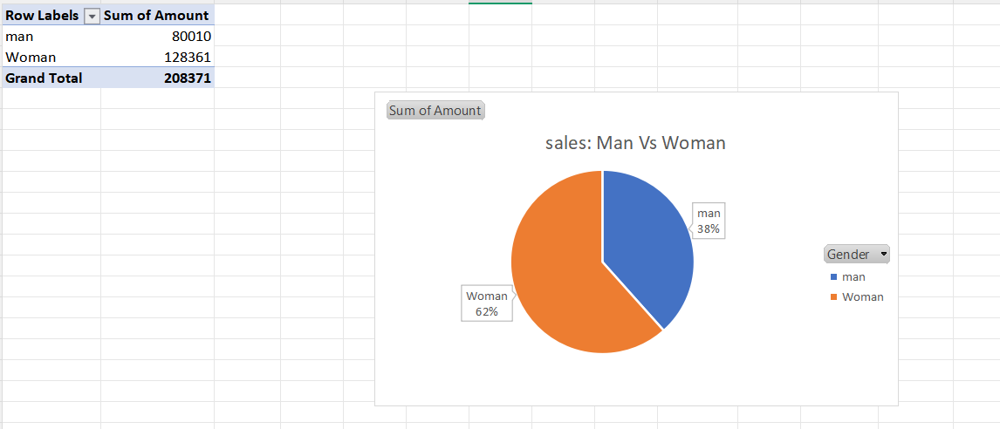 Row Labels Sum of Amount
man 80010
Woman 128361
Grand Total 208371
Sum of Amount
sales: Man Vs Woman
man
38%
Woman
62%
Gender
man
Woman